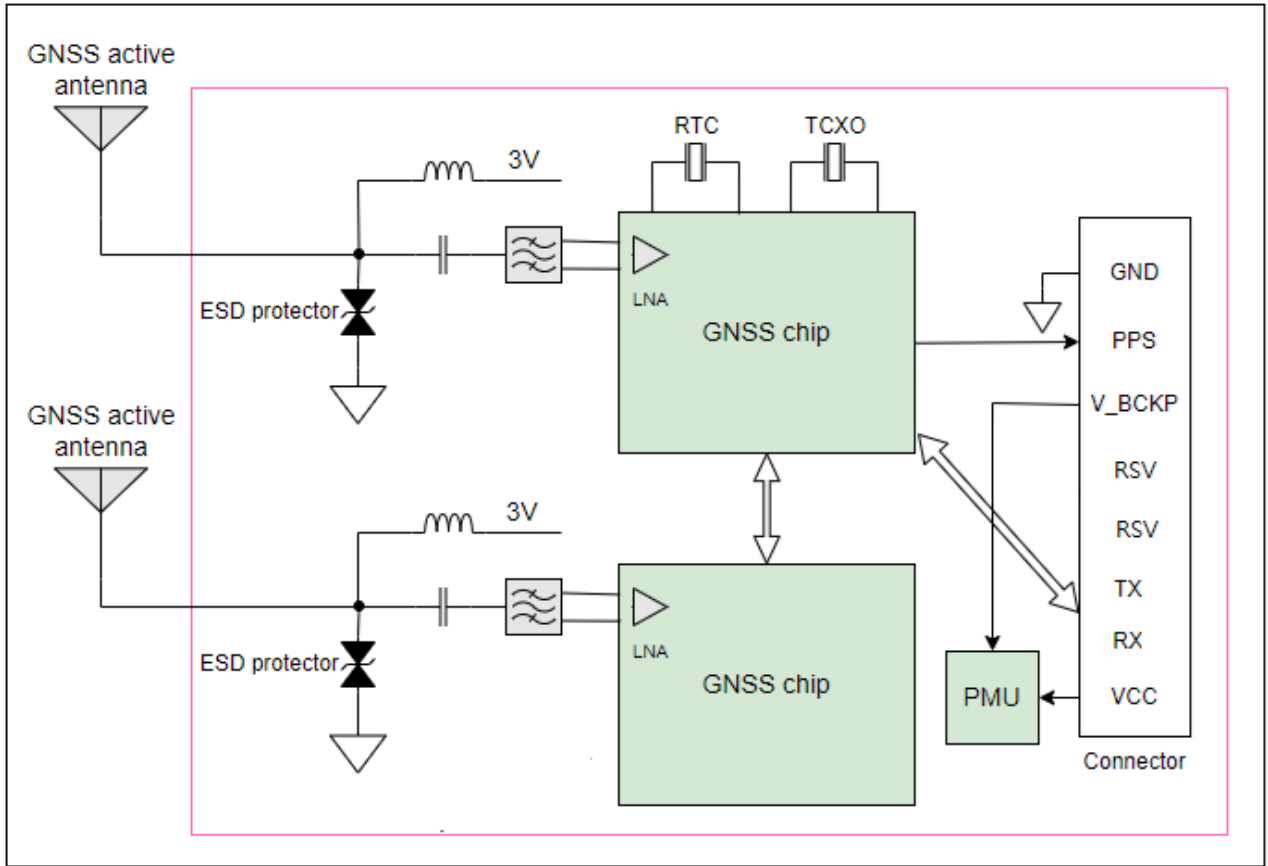 GNSS active
antenna
RTC
TCXO
3V
LNA
GNSS chip
ESD protector
GND
PPS
V_BCKP
RSV
RSV
TX
RX
VCC
Connector
PMU
GNSS active
antenna
3V
LNA
GNSS chip
ESD protector